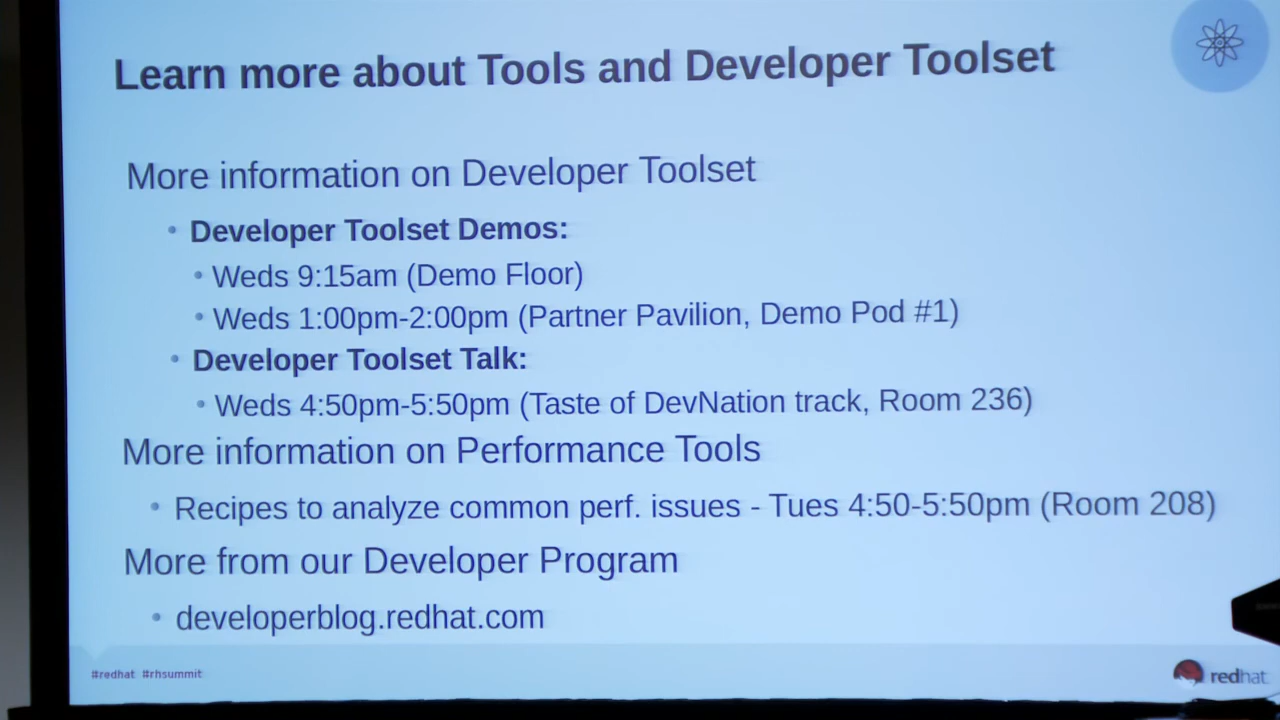 Learn more about Tools and Developer Toolset
More information on Developer Toolset
• Developer Toolset Demos:
• Weds 9:15am (Demo Floor)
• Weds 1:00pm-2:00pm (Partner Pavilion, Demo Pod #1)
• Developer Toolset Talk:
• Weds 4:50pm-5:50pm (Taste of DevNation track, Room 236)
More information on Performance Tools
• Recipes to analyze common perf. issues - Tues 4:50-5:50pm (Room 208)
More from our Developer Program
• developerblog.redhat.com
#redhat #rhsummit
redhat